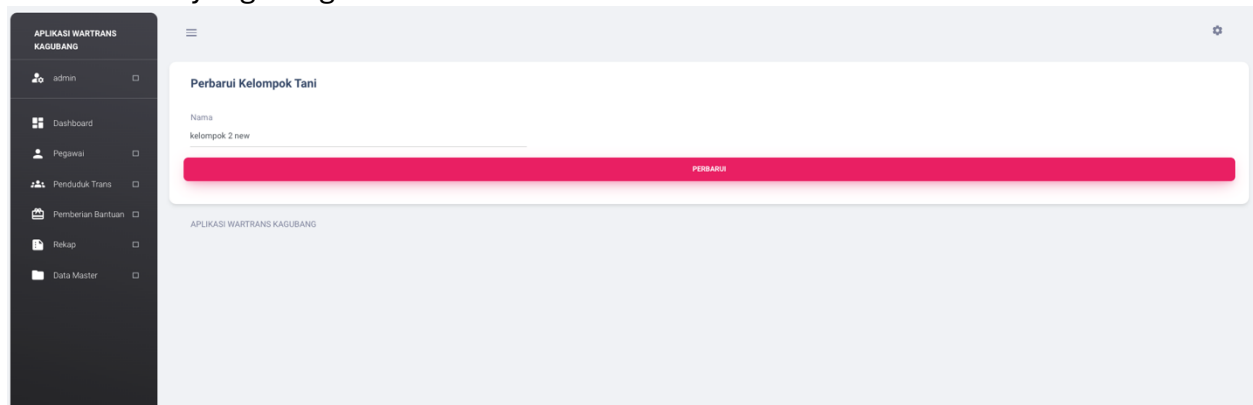 APLIKASI WARTRANS
KAGUBANG
admin
Dashboard
Pegawai
Penduduk Trans
Pemberian Bantuan
Rekap
Data Master
Perbarui Kelompok Tani
Nama
kelompok 2 new
PERBARUI
APLIKASI WARTRANS KAGUBANG